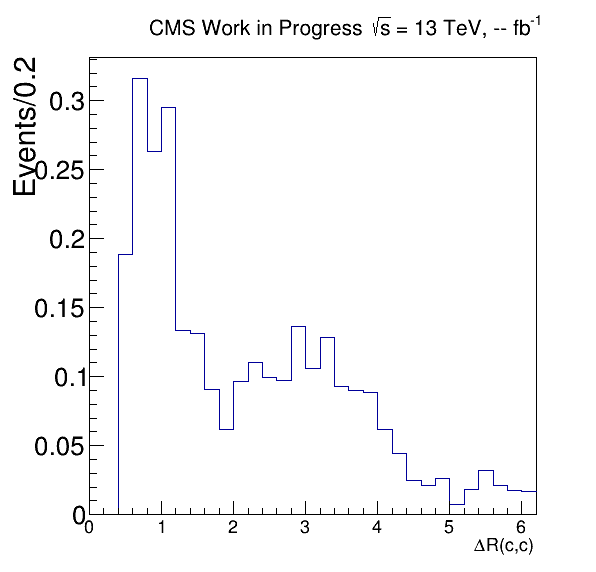 CMS Work in Progress √s = 13 TeV, -- fb⁻¹
Events/0.2
0.3
0.25
0.2
0.15
0.1
0.05
0
0 1 2 3 4 5 6
ΔR(c,c)